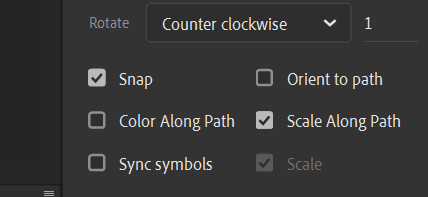 Rotate Counter clockwise 1
Snap Orient to path
Color Along Path Scale Along Path
Sync symbols Scale